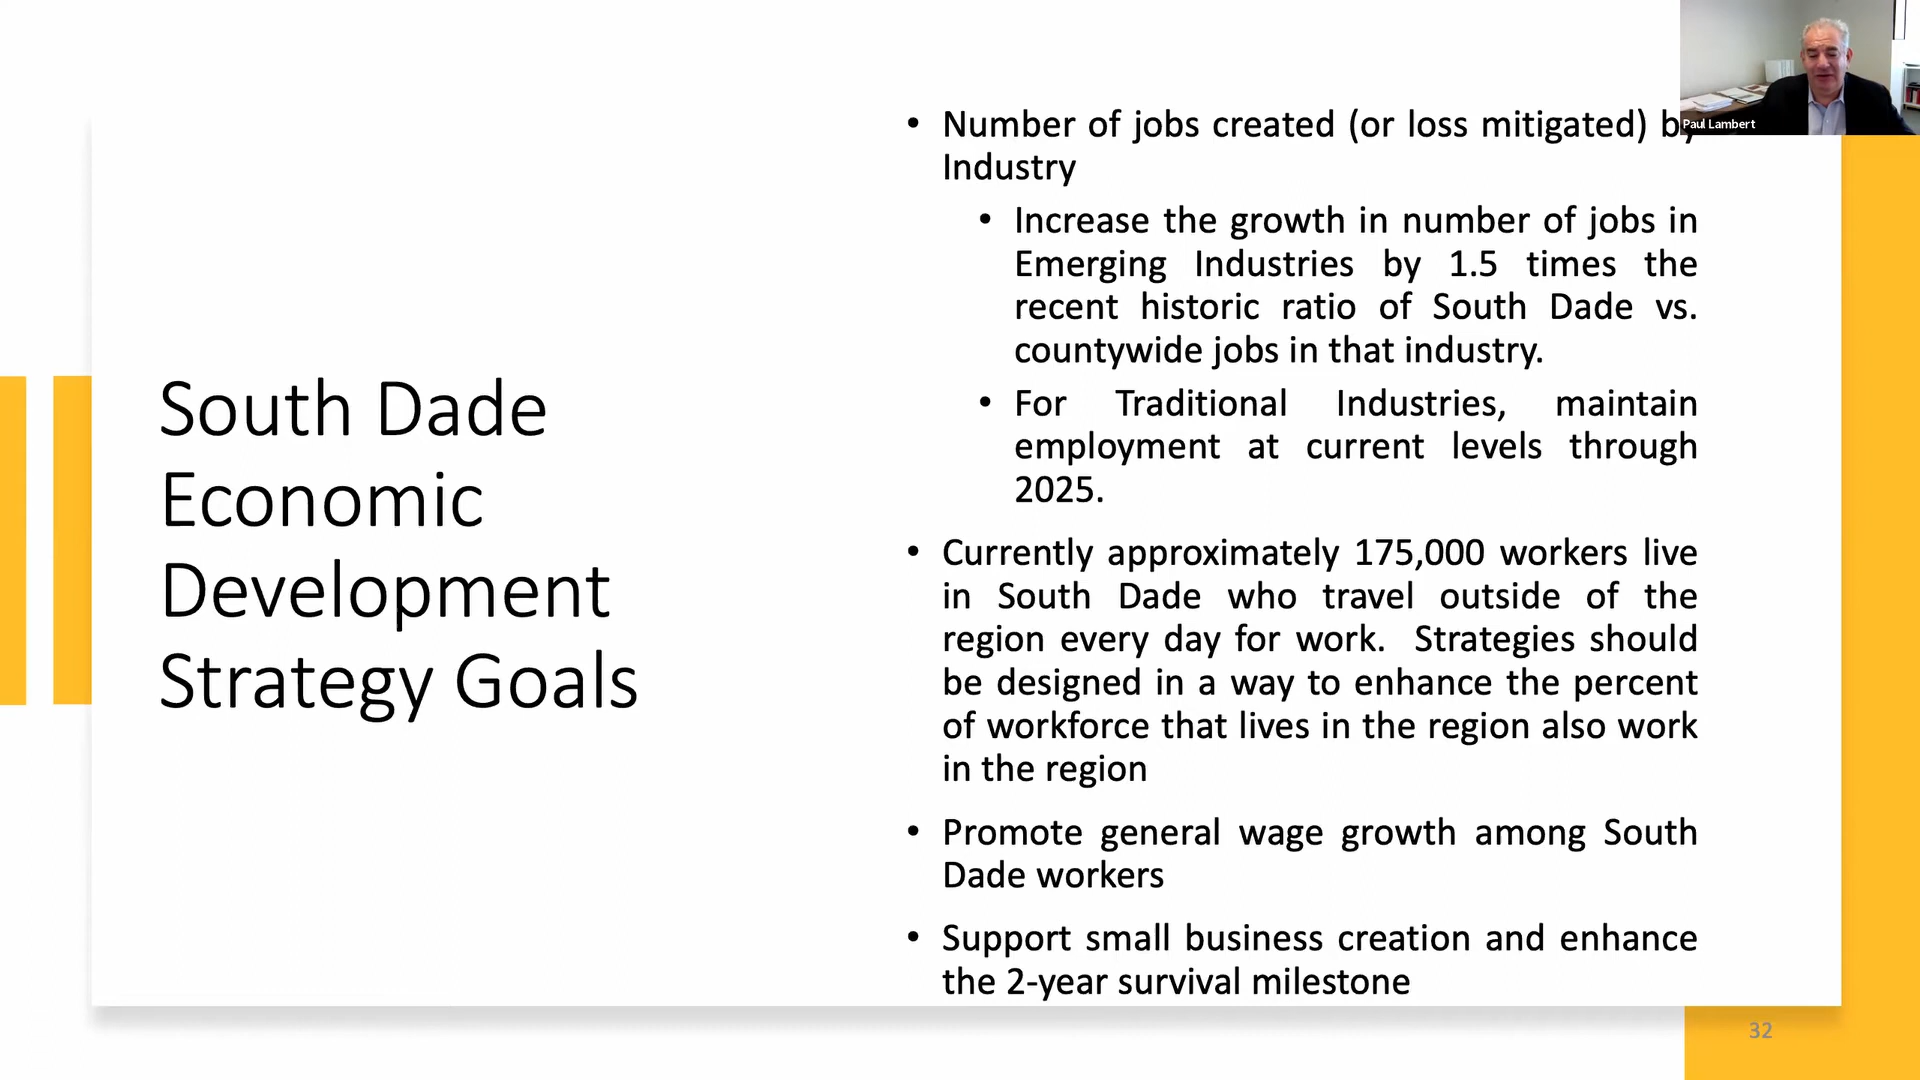 Paul Lambert
South Dade
Economic
Development
Strategy Goals
• Number of jobs created (or loss mitigated) by
Industry
• Increase the growth in number of jobs in
Emerging Industries by 1.5 times the
recent historic ratio of South Dade vs.
countywide jobs in that industry.
• For Traditional Industries, maintain
employment at current levels through
2025.
• Currently approximately 175,000 workers live
in South Dade who travel outside of the
region every day for work. Strategies should
be designed in a way to enhance the percent
of workforce that lives in the region also work
in the region
• Promote general wage growth among South
Dade workers
• Support small business creation and enhance
the 2-year survival milestone
32